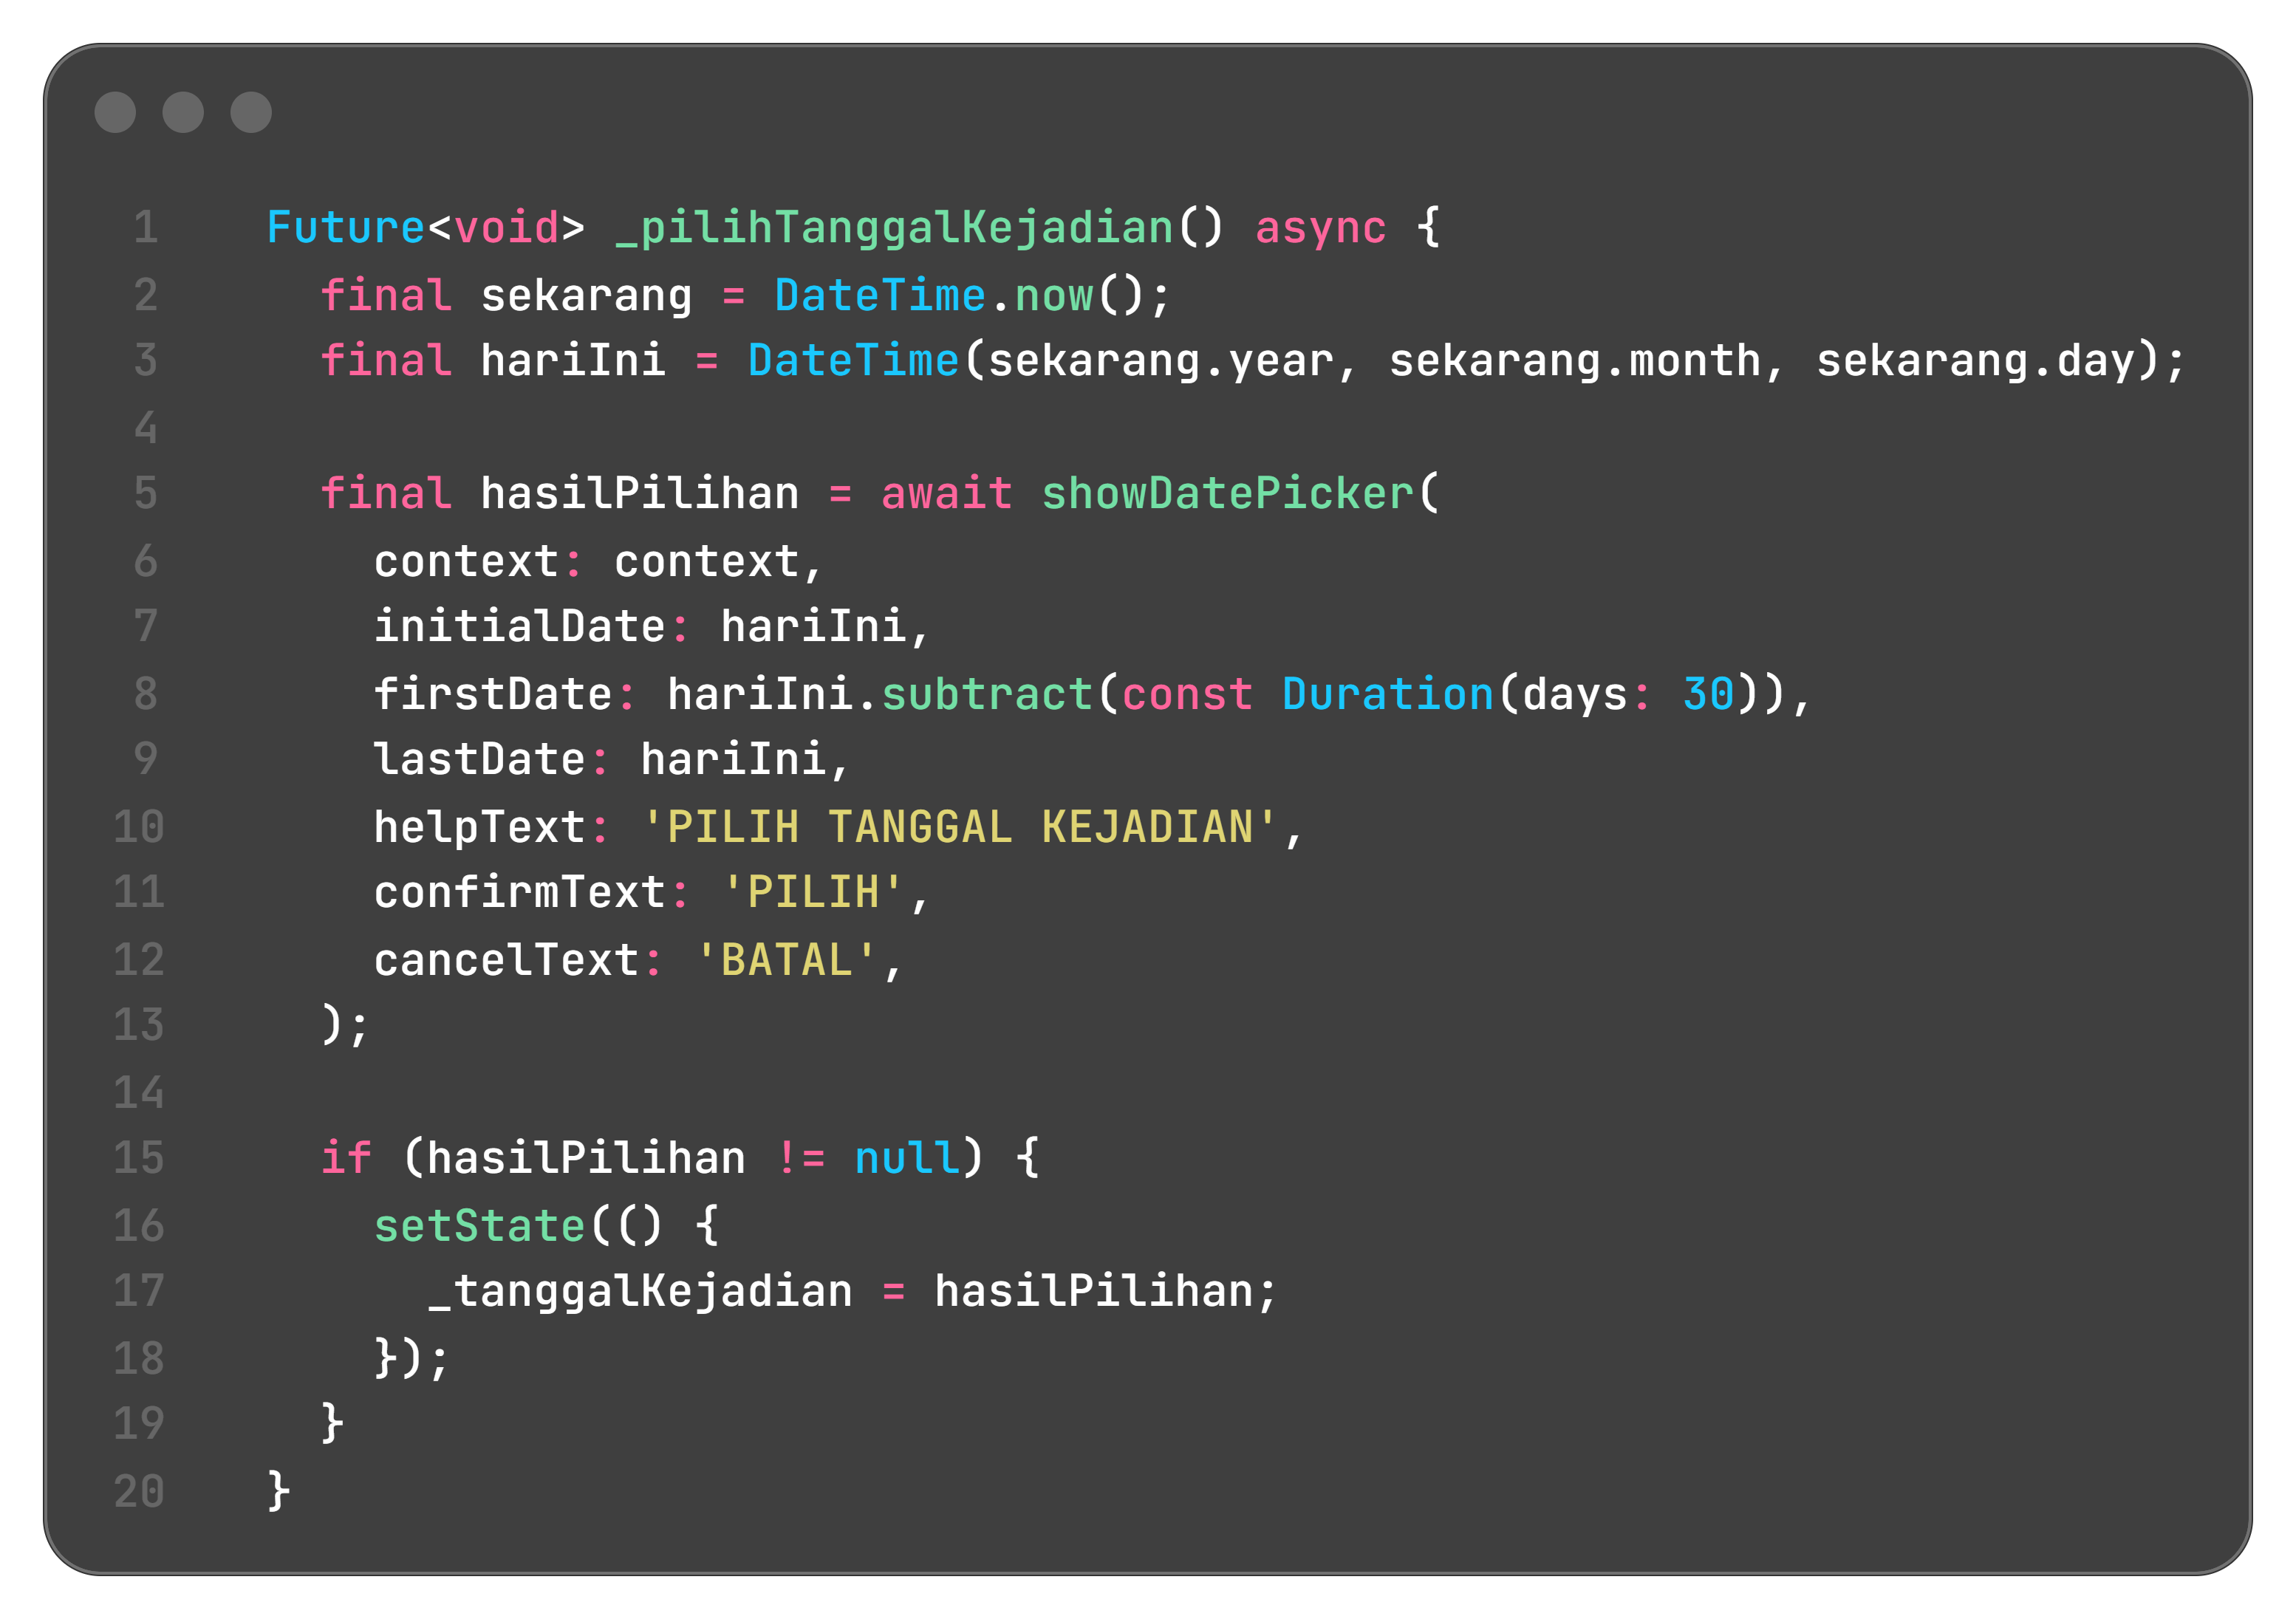 1 Future<void> _pilihTanggalKejadian() async {
2   final sekarang = DateTime.now();
3   final hariIni = DateTime(sekarang.year, sekarang.month, sekarang.day);
4
5   final hasilPilihan = await showDatePicker(
6     context: context,
7     initialDate: hariIni,
8     firstDate: hariIni.subtract(const Duration(days: 30)),
9     lastDate: hariIni,
10     helpText: 'PILIH TANGGAL KEJADIAN',
11     confirmText: 'PILIH',
12     cancelText: 'BATAL',
13   );
14
15   if (hasilPilihan != null) {
16     setState(() {
17       _tanggalKejadian = hasilPilihan;
18     });
19   }
20 }